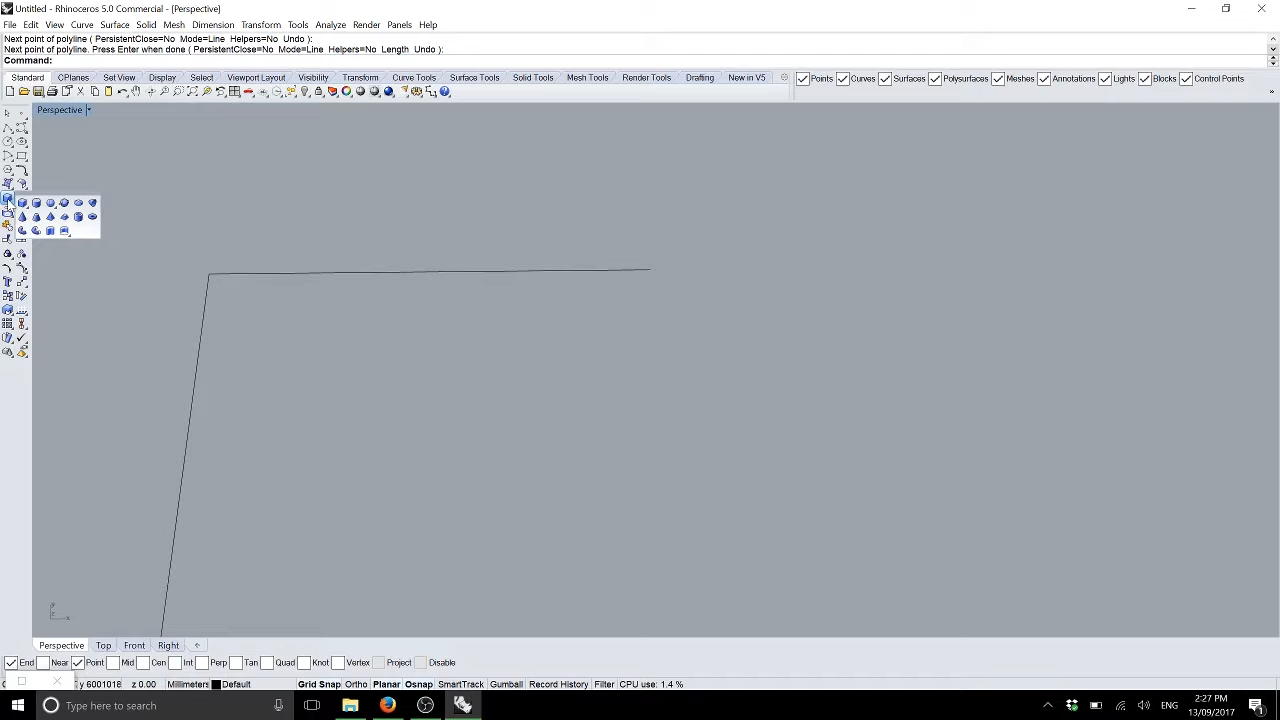 Untitled - Rhinoceros 5.0 Commercial - [Perspective]
File Edit View Curve Surface Solid Mesh Dimension Transform Tools Analyze Render Panels Help
Next point of polyline ( PersistentClose=No Mode=Line Helpers=No Undo ):
Next point of polyline. Press Enter when done ( PersistentClose=No Mode=Line Helpers=No Length Undo ):
Command:
Standard CPlanes Set View Display Select Viewport Layout Visibility Transform Curve Tools Surface Tools Solid Tools Mesh Tools Render Tools Drafting New in V5 Points Curves Surfaces Polysurfaces Meshes Annotations Lights Blocks Control Points
Perspective
Perspective Top Front Right
End Near Point Mid Cen Int Perp Tan Quad Knot Vertex Project Disable
y 6001018 z 0.00 Millimeters Default Grid Snap Ortho Planar Osnap SmartTrack Gumball Record History Filter CPU use: 1.4 %
Type here to search ENG 2:27 PM
13/09/2017